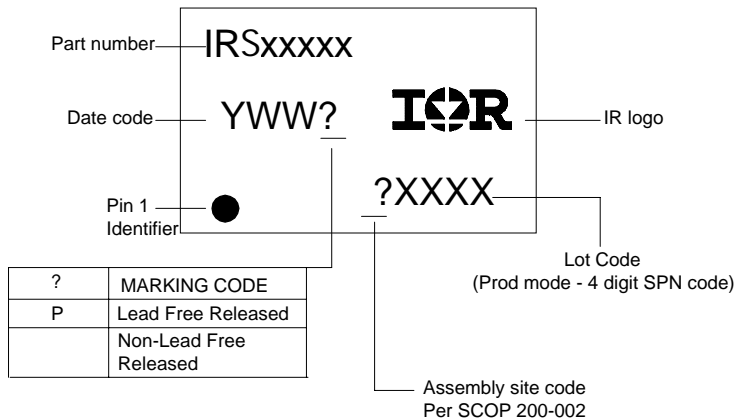 Part number
IRSxxxxx
Date code
YWW?
IOR
IR logo
Pin 1
Identifier
?XXXX
Lot Code
(Prod mode - 4 digit SPN code)
? MARKING CODE
P Lead Free Released
Non-Lead Free
Released
Assembly site code
Per SCOP 200-002